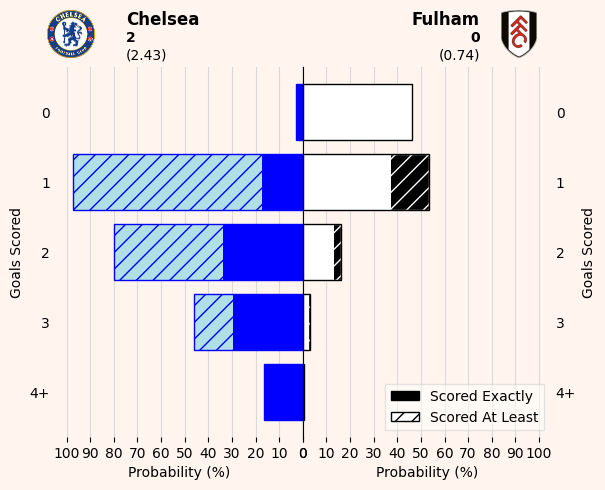 Chelsea
2
(2.43)
Fulham
0
(0.74)
CHELSEA
0
1
2
3
4+
Goals Scored
0
1
2
3
4+
Goals Scored
Scored Exactly
Scored At Least
100 90 80 70 60 50 40 30 20 10 0
0 10 20 30 40 50 60 70 80 90 100
Probability (%)
Probability (%)